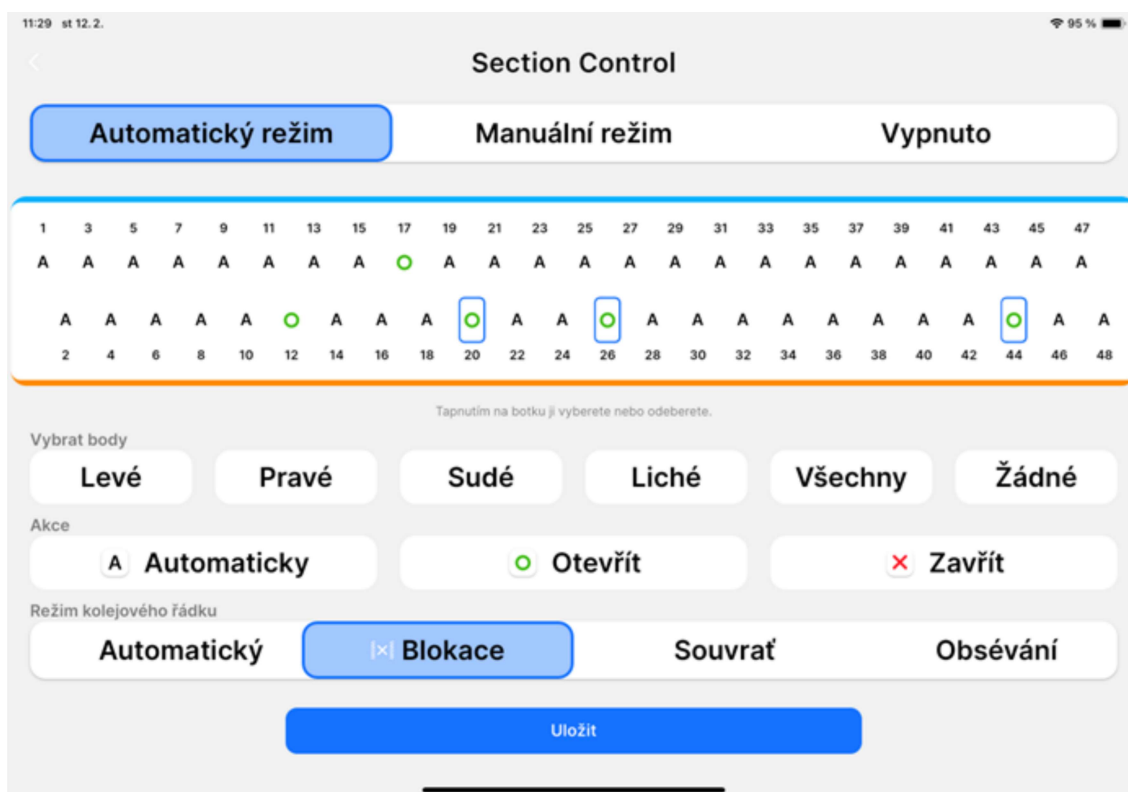 11:29 st 12.2. 95 %
Section Control
Automatický režim Manuální režim Vypnuto
1 3 5 7 9 11 13 15 17 19 21 23 25 27 29 31 33 35 37 39 41 43 45 47
A A A A A A A A O A A A A A A A A A A A A A A A
A A A A A O A A A O A A O A A A A A A A A O A A
2 4 6 8 10 12 14 16 18 20 22 24 26 28 30 32 34 36 38 40 42 44 46 48
Tapnutím na botku ji vyberete nebo odeberete.
Vybrat body
Levé Pravé Sudé Liché Všechny Žádné
Akce
A Automaticky O Otevřít × Zavřít
Režim kolejového řádku
Automatický |×| Blokace Souvrať Obsévání
Uložit